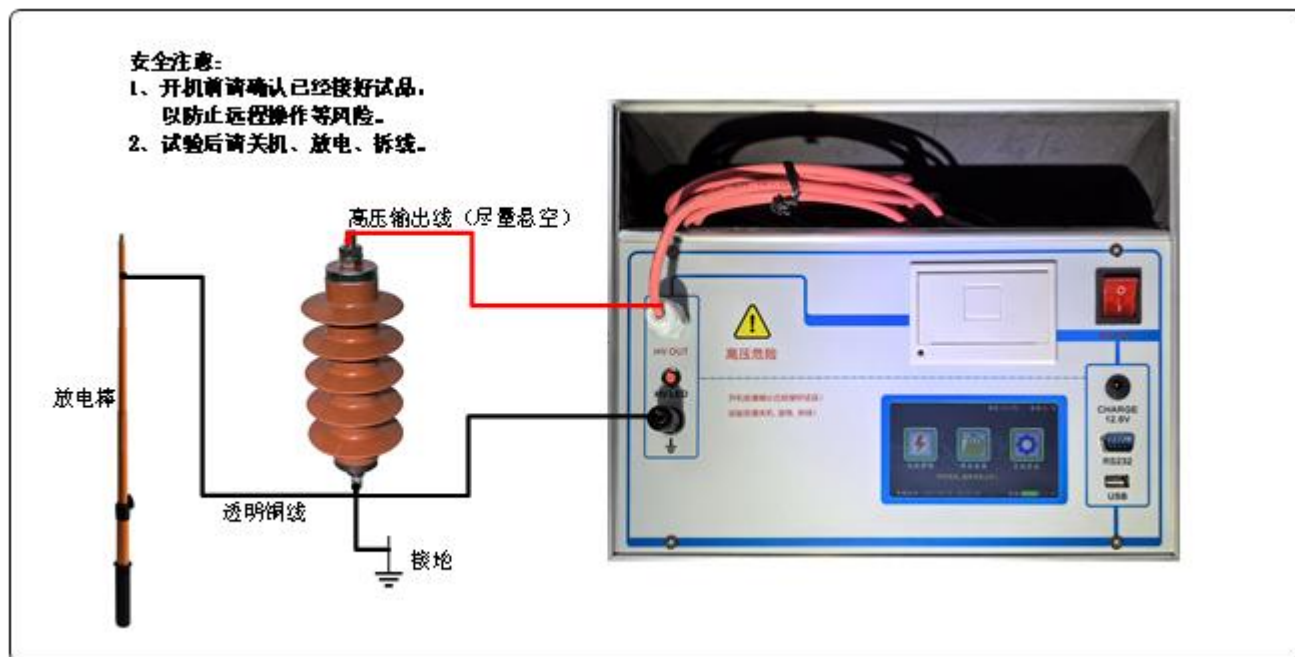 安全注意:
1、开机前请确认已经接好试品,
以防止远程操作等风险。
2、试验后请关机、放电、拆线。
高压输出线（尽量悬空）
放电棒
透明铜线
接地
HV OUT
高压危险
HV LED
CHARGE
12.6V
RS232
USB